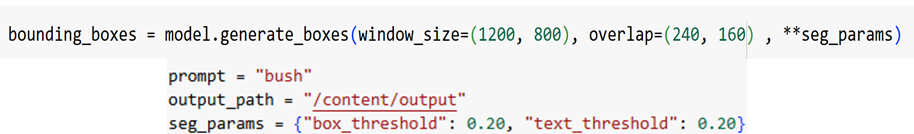 bounding_boxes = model.generate_boxes(window_size=(1200, 800), overlap=(240, 160) , **seg_params)
prompt = "bush"
output_path = "/content/output"
seg_params = {"box_threshold": 0.20, "text_threshold": 0.20}